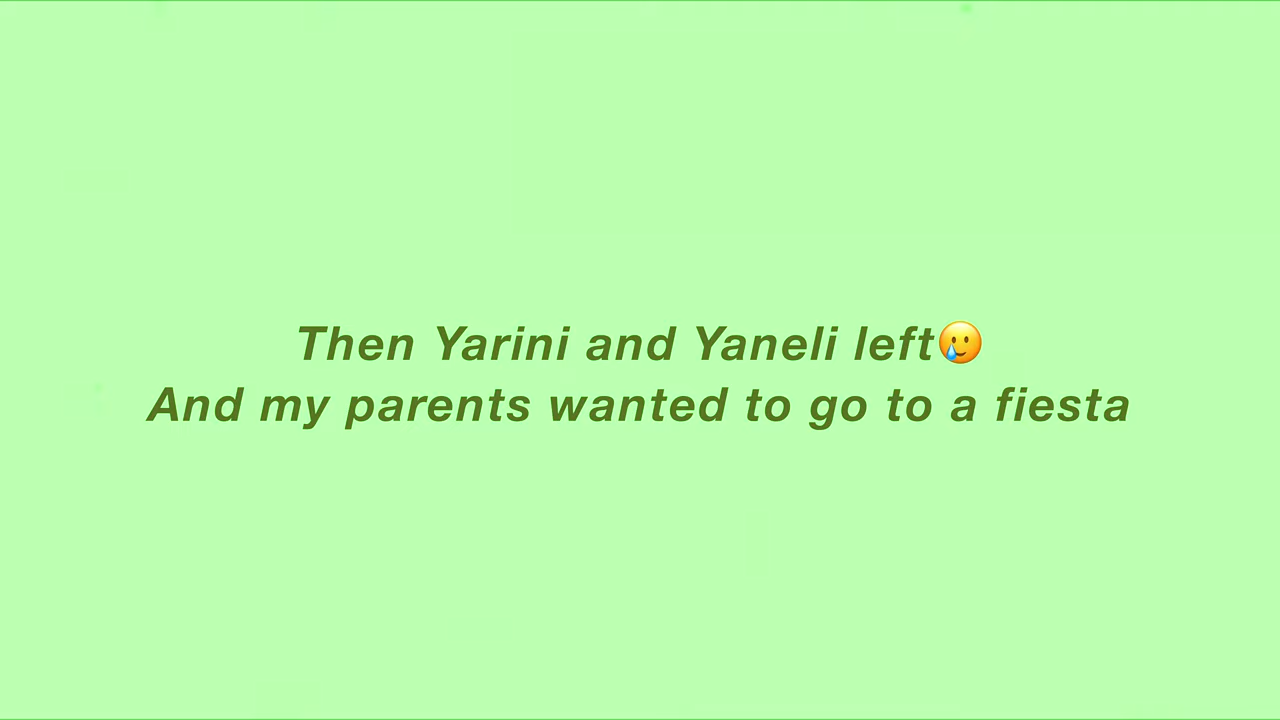 Then Yarini and Yaneli left🥲
And my parents wanted to go to a fiesta